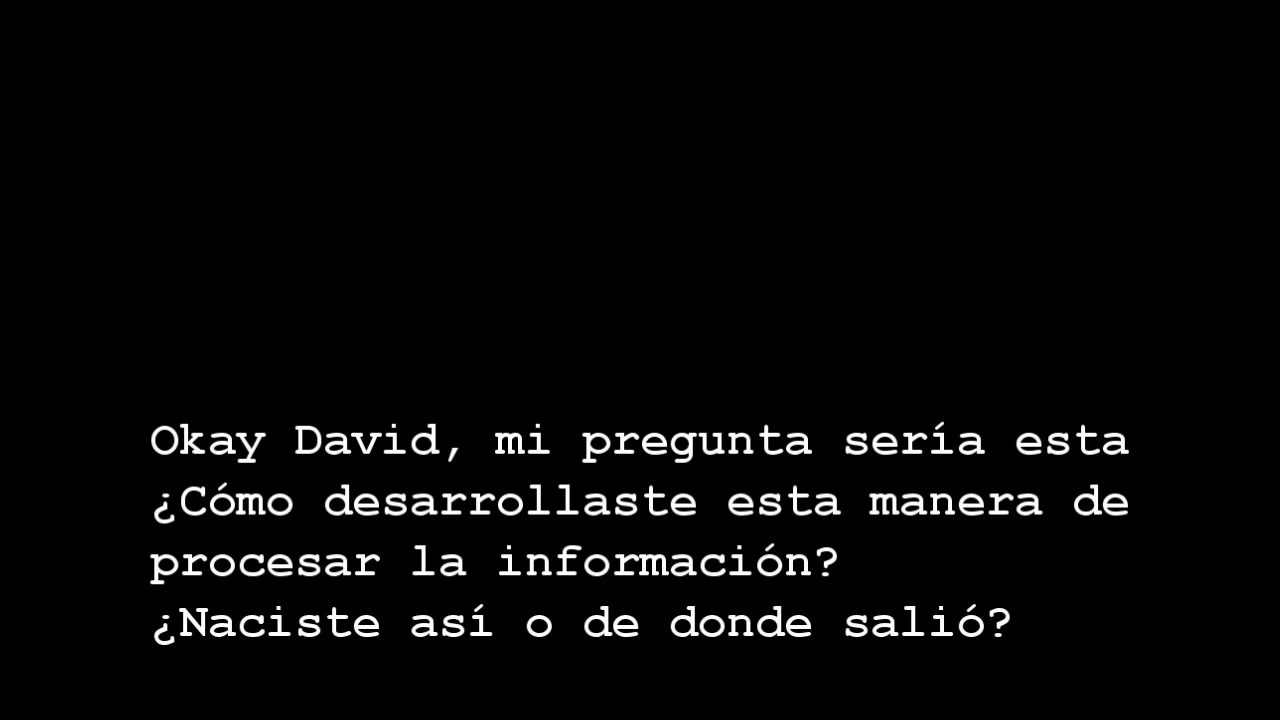 Okay David, mi pregunta sería esta
¿Cómo desarrollaste esta manera de
procesar la información?
¿Naciste así o de donde salió?